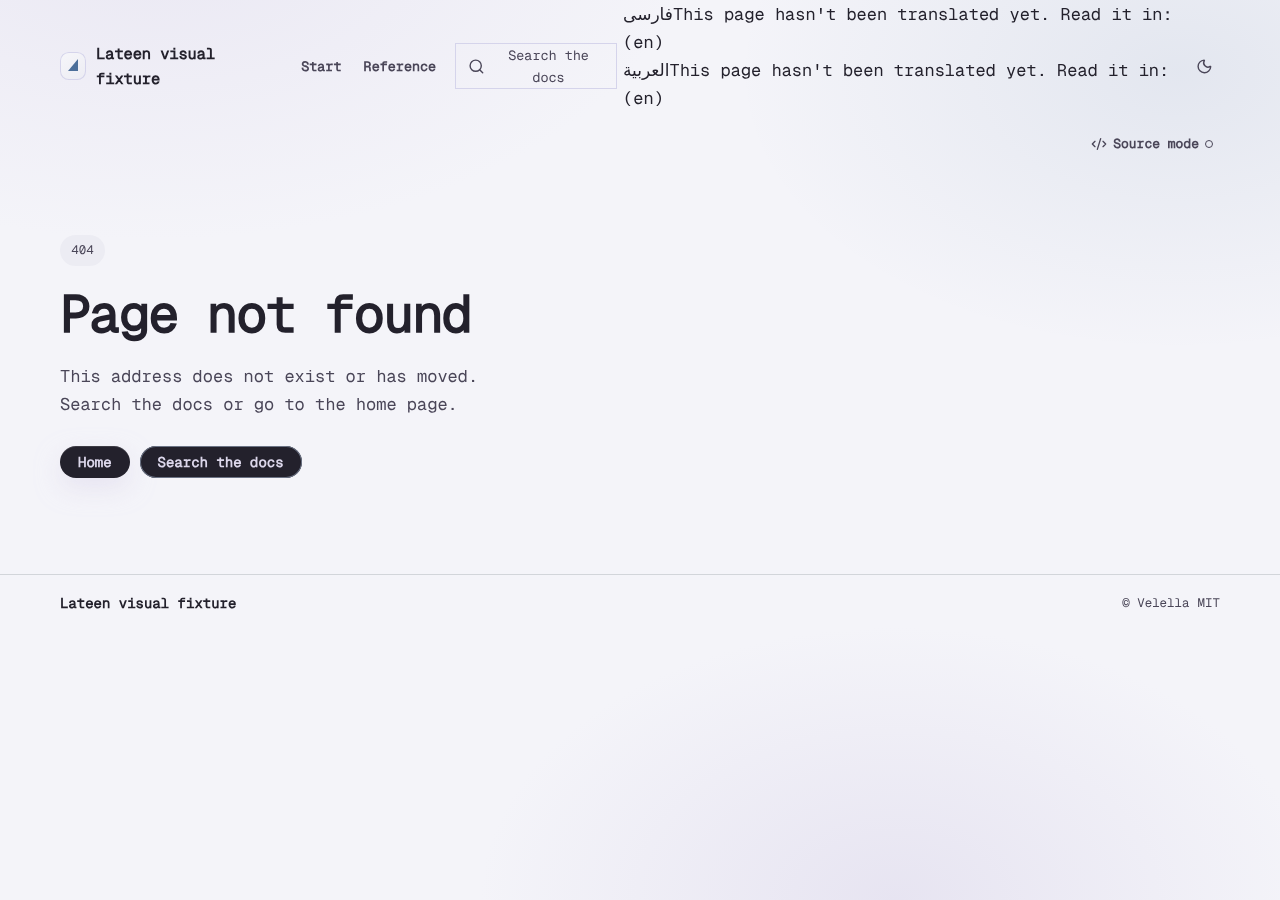 Lateen visual
fixture
Start
Reference
Search the
docs
فارسیThis page hasn't been translated yet. Read it in:
(en)
العربيةThis page hasn't been translated yet. Read it in:
(en)
Source mode
404
Page not found
This address does not exist or has moved.
Search the docs or go to the home page.
Home
Search the docs
Lateen visual fixture
© Velella MIT